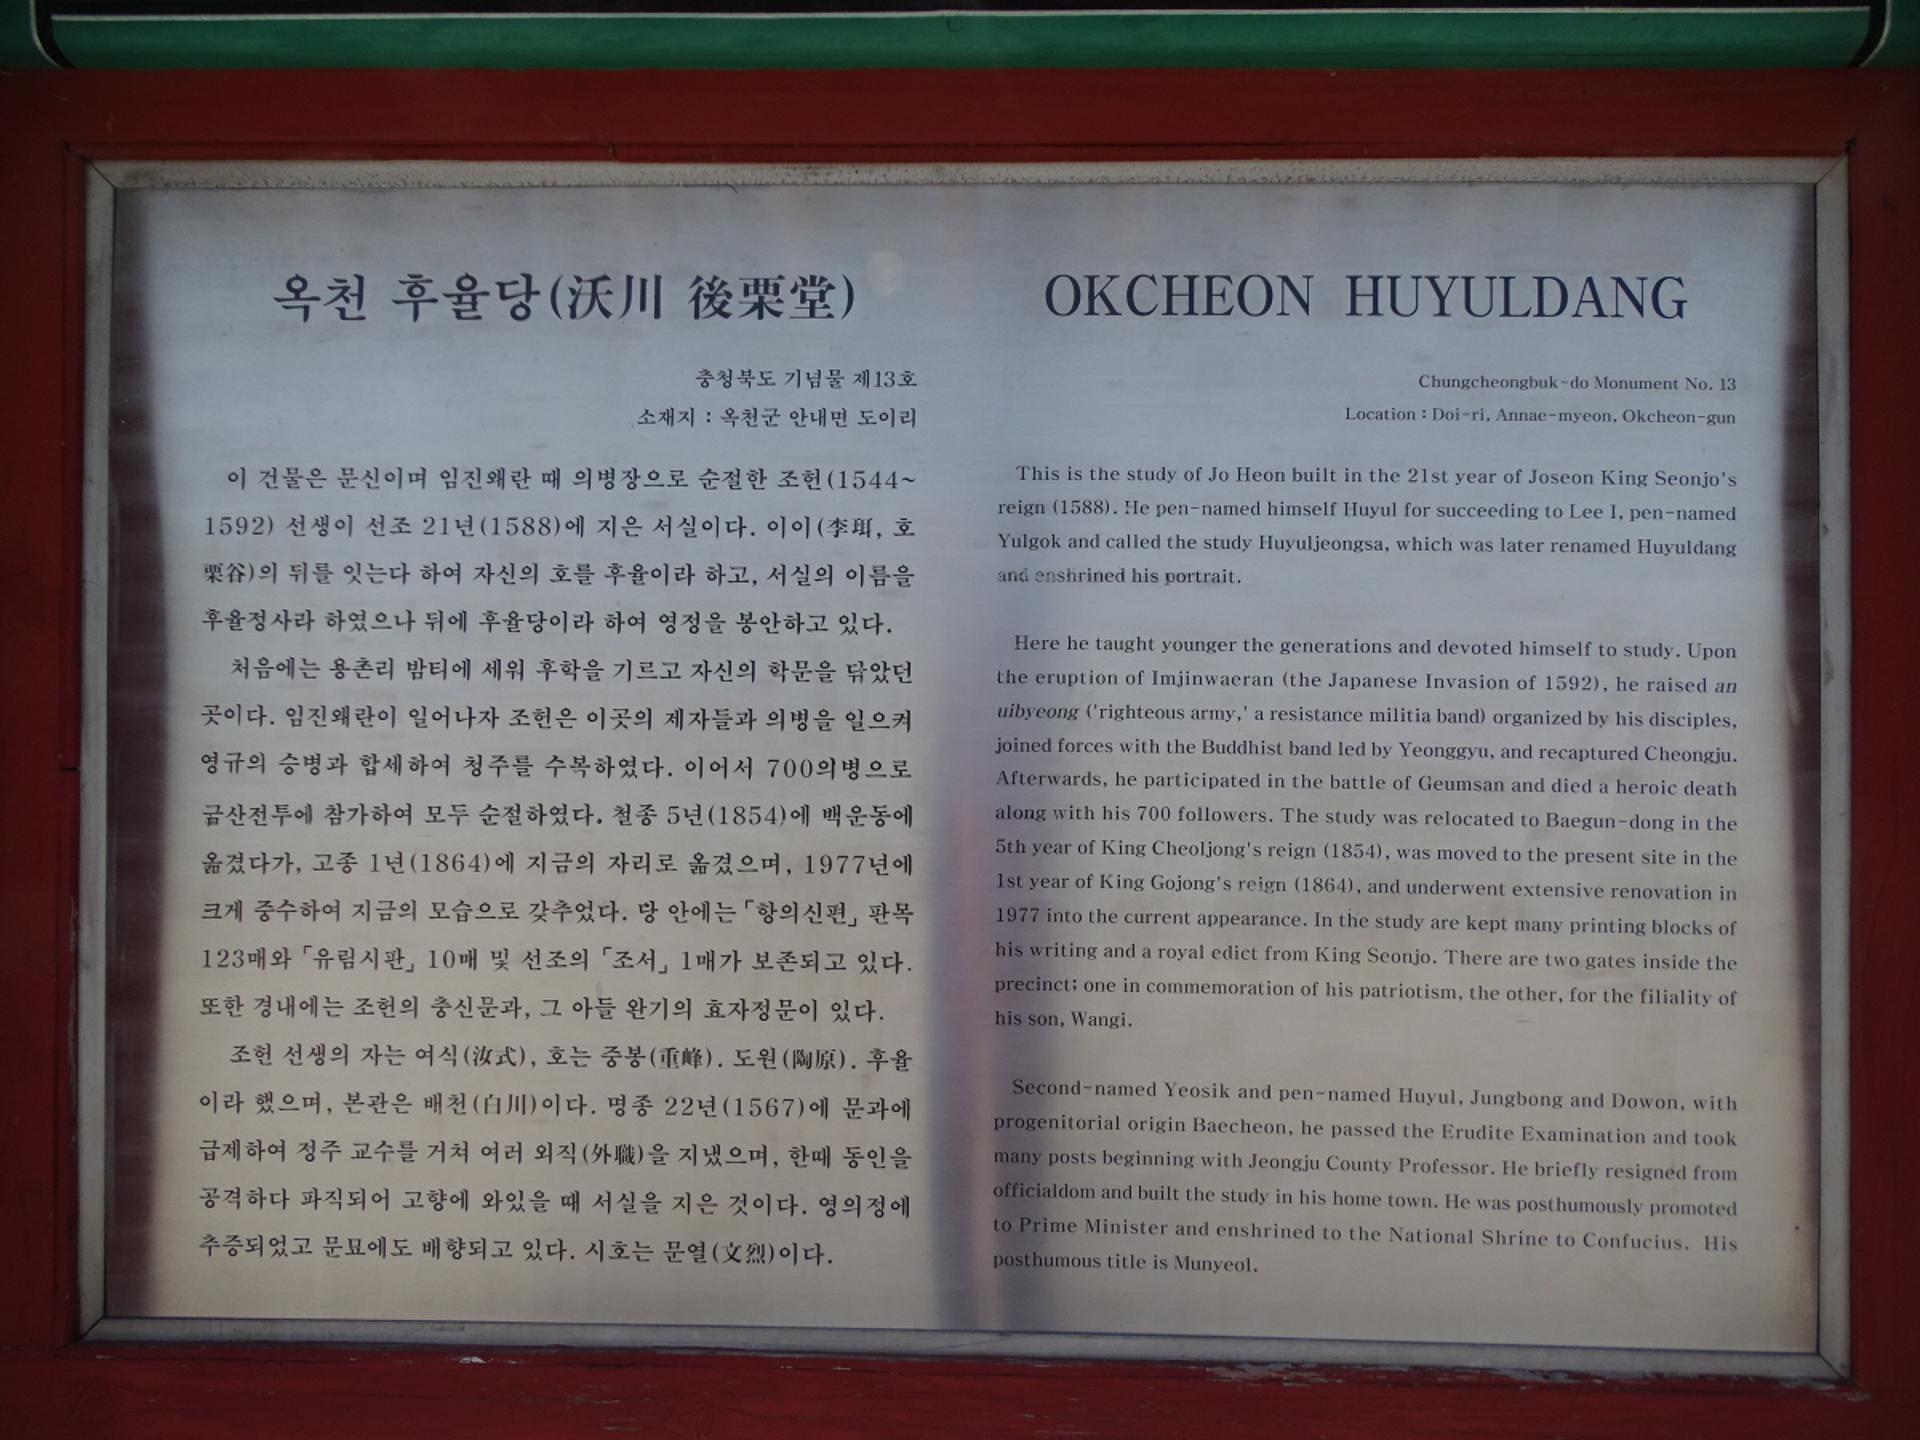 옥천 후율당(沃川 後栗堂)
충청북도 기념물 제13호
소재지 : 옥천군 안내면 도이리
이 건물은 문신이며 임진왜란 때 의병장으로 순절한 조헌(1544~
1592) 선생이 선조 21년(1588)에 지은 서실이다. 이이(李珥, 호
栗谷)의 뒤를 잇는다 하여 자신의 호를 후율이라 하고, 서실의 이름을
후율정사라 하였으나 뒤에 후율당이라 하여 영정을 봉안하고 있다.
처음에는 용촌리 밤티에 세워 후학을 기르고 자신의 학문을 닦았던
곳이다. 임진왜란이 일어나자 조헌은 이곳의 제자들과 의병을 일으켜
영규의 승병과 합세하여 청주를 수복하였다. 이어서 700의병으로
금산전투에 참가하여 모두 순절하였다. 철종 5년(1854)에 백운동에
옮겼다가, 고종 1년(1864)에 지금의 자리로 옮겼으며, 1977년에
크게 중수하여 지금의 모습으로 갖추었다. 당 안에는「항의신편」판목
123매와「유림시판」10매 및 선조의「조서」1매가 보존되고 있다.
또한 경내에는 조헌의 충신문과, 그 아들 완기의 효자정문이 있다.
조헌 선생의 자는 여식(汝式), 호는 중봉(重峰). 도원(陶原). 후율
이라 했으며, 본관은 배천(白川)이다. 명종 22년(1567)에 문과에
급제하여 정주 교수를 거쳐 여러 외직(外職)을 지냈으며, 한때 동인을
공격하다 파직되어 고향에 와있을 때 서실을 지은 것이다. 영의정에
추증되었고 문묘에도 배향되고 있다. 시호는 문열(文烈)이다.
OKCHEON HUYULDANG
Chungcheongbuk-do Monument No. 13
Location : Doi-ri, Annae-myeon, Okcheon-gun
This is the study of Jo Heon built in the 21st year of Joseon King Seonjo's
reign (1588). He pen-named himself Huyul for succeeding to Lee I, pen-named
Yulgok and called the study Huyuljeongsa, which was later renamed Huyuldang
and enshrined his portrait.
Here he taught younger the generations and devoted himself to study. Upon
the eruption of Imjinwaeran (the Japanese Invasion of 1592), he raised an
uibyeong ('righteous army,' a resistance militia band) organized by his disciples,
joined forces with the Buddhist band led by Yeonggyu, and recaptured Cheongju.
Afterwards, he participated in the battle of Geumsan and died a heroic death
along with his 700 followers. The study was relocated to Baegun-dong in the
5th year of King Cheoljong's reign (1854), was moved to the present site in the
1st year of King Gojong's reign (1864), and underwent extensive renovation in
1977 into the current appearance. In the study are kept many printing blocks of
his writing and a royal edict from King Seonjo. There are two gates inside the
precinct; one in commemoration of his patriotism, the other, for the filiality of
his son, Wangi.
Second-named Yeosik and pen-named Huyul, Jungbong and Dowon, with
progenitorial origin Baecheon, he passed the Erudite Examination and took
many posts beginning with Jeongju County Professor. He briefly resigned from
officialdom and built the study in his home town. He was posthumously promoted
to Prime Minister and enshrined to the National Shrine to Confucius. His
posthumous title is Munyeol.